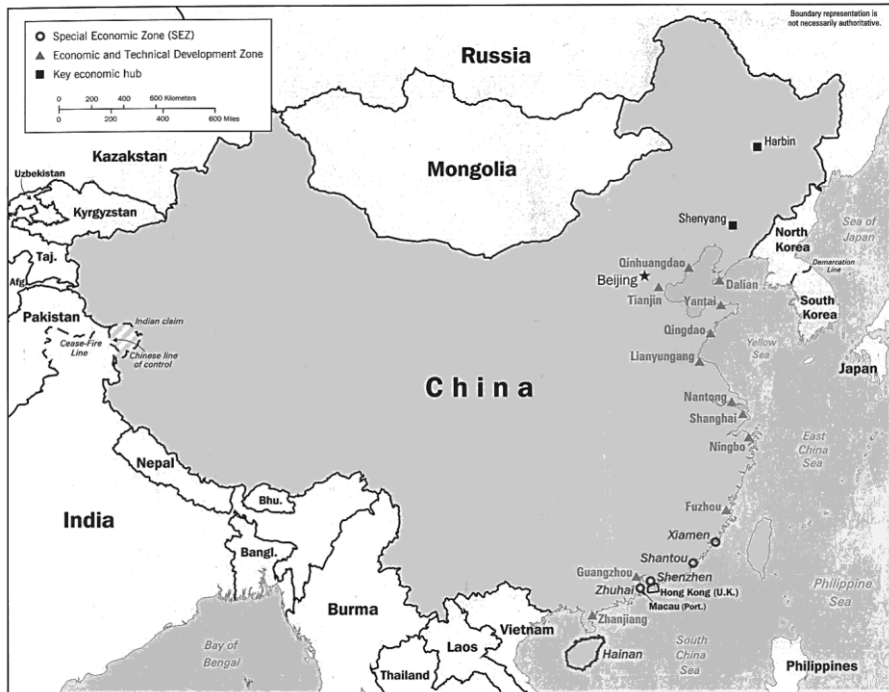 Boundary representation is
not necessarily authoritative.
Special Economic Zone (SEZ)
Economic and Technical Development Zone
Key economic hub
0 200 400 600 Kilometers
0 200 400 600 Miles
Russia
Kazakstan
Mongolia
Harbin
Uzbekistan
Kyrgyzstan
Shenyang
North
Korea
Sea of
Japan
Taj.
Qinhuangdao
Demarcation
Line
Afg.
Beijing
Dalian
Tianjin
Yantai
South
Korea
Pakistan
Indian claim
Cease-Fire
Line
Chinese line
of control
Qingdao
Yellow
Sea
Lianyungang
Japan
China
Nantong
Shanghai
Ningbo
East
China
Sea
Nepal
Bhu.
India
Fuzhou
Bangl.
Xiamen
Shantou
Guangzhou
Shenzhen
Zhuhai
Hong Kong (U.K.)
Macau (Port.)
Philippine
Sea
Burma
Zhanjiang
Vietnam
Laos
Bay of
Bengal
Hainan
South
China
Sea
Thailand
Philippines